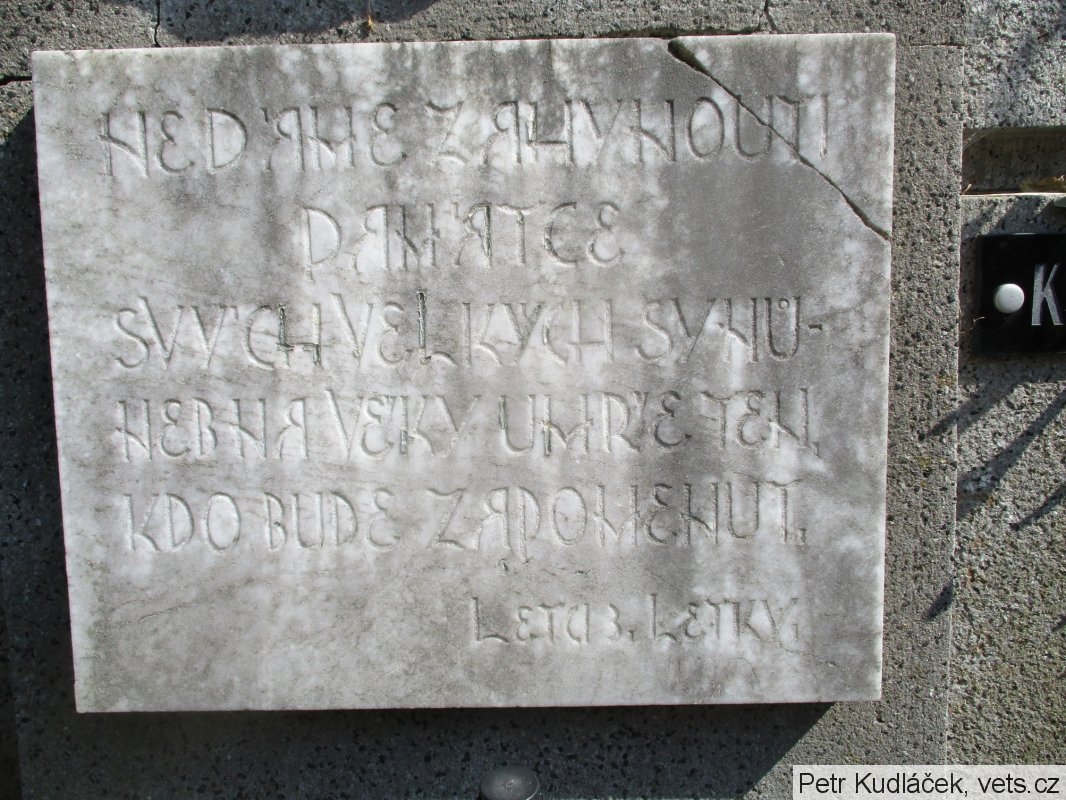 NEDÁME ZAHYNOUTI
PAMÁTCE
SVÝCH VELKÝCH SYNŮ-
NEB NA VĚKY UMŘE TEN,
KDO BUDE ZAPOMENUT.
LETCI 3. LETKY.
K
Petr Kudláček, vets.cz